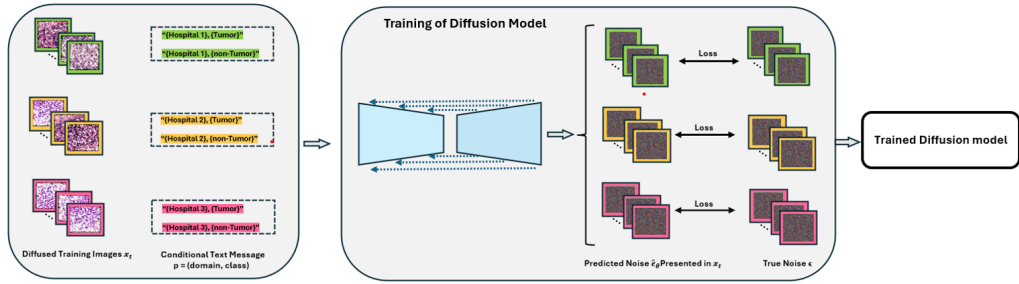 Training of Diffusion Model
"{Hospital 1}, {Tumor}"
"{Hospital 1}, {non-Tumor}"
"{Hospital 2}, {Tumor}"
"{Hospital 2}, {non-Tumor}"
"{Hospital 3}, {Tumor}"
"{Hospital 3}, {non-Tumor}"
Diffused Training Images xₜ
Conditional Text Message
p = (domain, class)
Loss
Loss
Loss
Predicted Noise ε̂_θ Presented in xₜ
True Noise ϵ
Trained Diffusion model